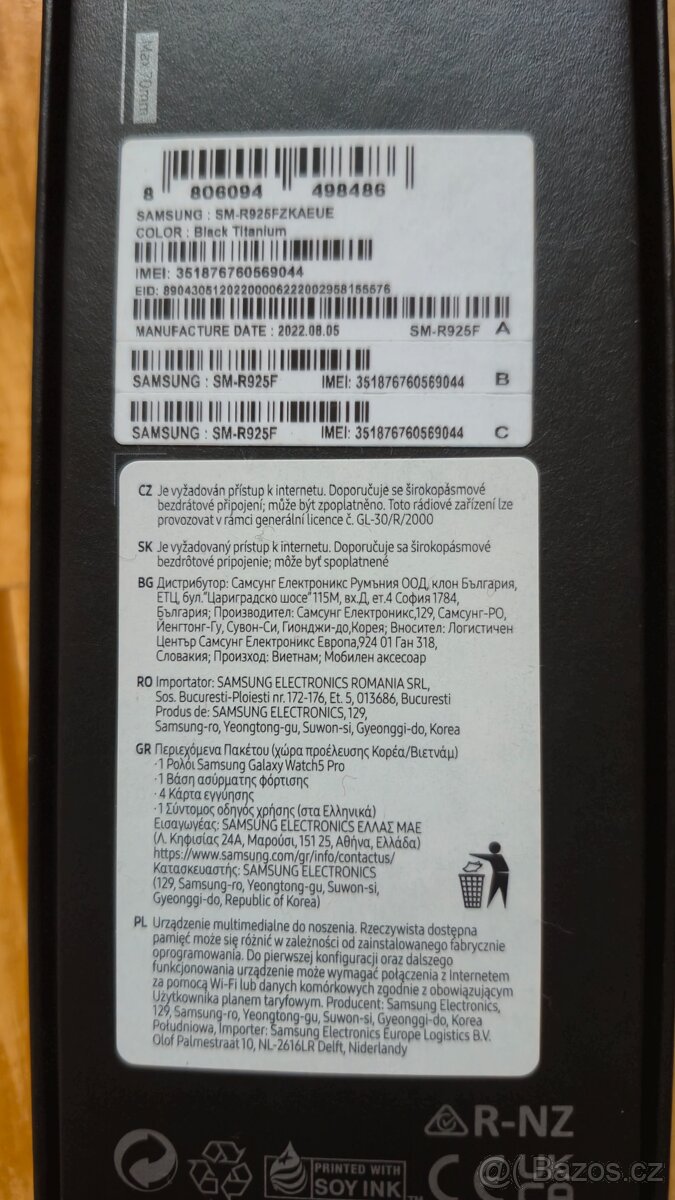 Max 70mm
8 806094 498486
SAMSUNG : SM-R925FZKAEUE
COLOR : Black Titanium
IMEI: 351876760569044
EID: 89043051202200006222002958155576
MANUFACTURE DATE : 2022.08.05 SM-R925F A
SAMSUNG : SM-R925F IMEI: 351876760569044 B
SAMSUNG : SM-R925F IMEI: 351876760569044 C
CZ Je vyžadován přístup k internetu. Doporučuje se širokopásmové
bezdrátové připojení; může být zpoplatněno. Toto rádiové zařízení lze
provozovat v rámci generální licence č. GL-30/R/2000
SK Je vyžadovaný prístup k internetu. Doporučuje sa širokopásmové
bezdrôtové pripojenie; môže byť spoplatnené
BG Дистрибутор: Самсунг Електроникс Румъния ООД, клон България,
ЕТЦ, бул."Цариградско шосе"115М, вх.Д, ет.4 София 1784,
България; Производител: Самсунг Електроникс,129, Самсунг-РО,
Йенгтонг-Гу, Сувон-Си, Гионджи-до,Корея; Вносител: Логистичен
Център Самсунг Електроникс Европа,924 01 Ган 318,
Словакия; Произход: Виетнам; Мобилен аксесоар
RO Importator: SAMSUNG ELECTRONICS ROMANIA SRL,
Sos. Bucuresti-Ploiesti nr. 172-176, Et. 5, 013686, Bucuresti
Produs de: SAMSUNG ELECTRONICS, 129,
Samsung-ro, Yeongtong-gu, Suwon-si, Gyeonggi-do, Korea
GR Περιεχόμενα Πακέτου (χώρα προέλευσης Κορέα/Βιετνάμ)
·1 Ρολόι Samsung Galaxy Watch5 Pro
·1 Βάση ασύρματης φόρτισης
·4 Κάρτα εγγύησης
·1 Σύντομος οδηγός χρήσης (στα Ελληνικά)
Εισαγωγέας: SAMSUNG ELECTRONICS ΕΛΛΑΣ ΜΑΕ
(Λ. Κηφισίας 24Α, Μαρούσι, 151 25, Αθήνα, Ελλάδα)
https://www.samsung.com/gr/info/contactus/
Κατασκευαστής: SAMSUNG ELECTRONICS
(129, Samsung-ro, Yeongtong-gu, Suwon-si,
Gyeonggi-do, Republic of Korea)
PL Urządzenie multimedialne do noszenia. Rzeczywista dostępna
pamięć może się różnić w zależności od zainstalowanego fabrycznie
oprogramowania. Do pierwszej konfiguracji oraz dalszego
funkcjonowania urządzenie może wymagać połączenia z Internetem
za pomocą Wi-Fi lub danych komórkowych zgodnie z obowiązującym
Użytkownika planem taryfowym. Producent: Samsung Electronics,
129, Samsung-ro, Yeongtong-gu, Suwon-si, Gyeonggi-do, Korea
Południowa, Importer: Samsung Electronics Europe Logistics B.V.
Olof Palmestraat 10, NL-2616LR Delft, Niderlandy
R-NZ
PRINTED WITH
SOY INK
CE
UK
@Bazos.cz